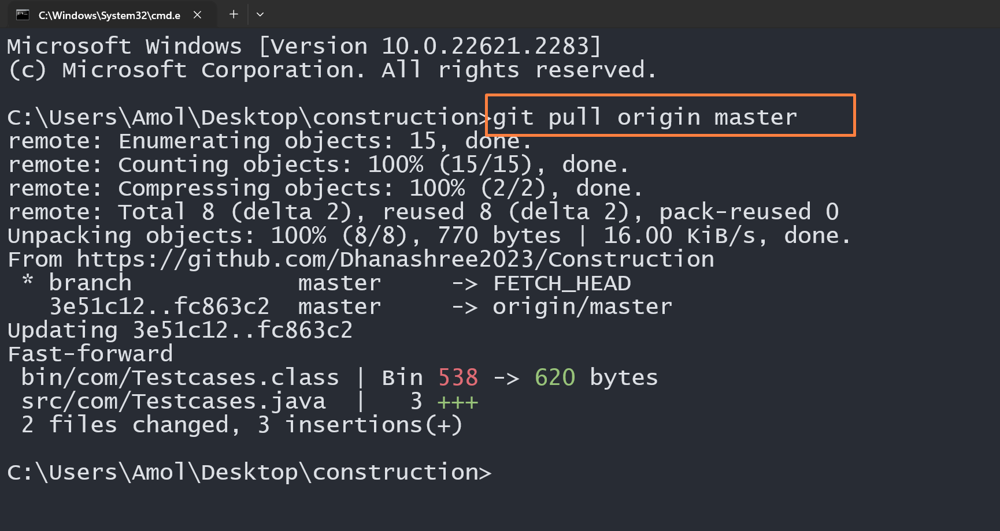 C:\Windows\System32\cmd.e
Microsoft Windows [Version 10.0.22621.2283]
(c) Microsoft Corporation. All rights reserved.
C:\Users\Amol\Desktop\construction>git pull origin master
remote: Enumerating objects: 15, done.
remote: Counting objects: 100% (15/15), done.
remote: Compressing objects: 100% (2/2), done.
remote: Total 8 (delta 2), reused 8 (delta 2), pack-reused 0
Unpacking objects: 100% (8/8), 770 bytes | 16.00 KiB/s, done.
From https://github.com/Dhanashree2023/Construction
 * branch            master     -> FETCH_HEAD
   3e51c12..fc863c2  master     -> origin/master
Updating 3e51c12..fc863c2
Fast-forward
 bin/com/Testcases.class | Bin 538 -> 620 bytes
 src/com/Testcases.java  |   3 +++
 2 files changed, 3 insertions(+)
C:\Users\Amol\Desktop\construction>